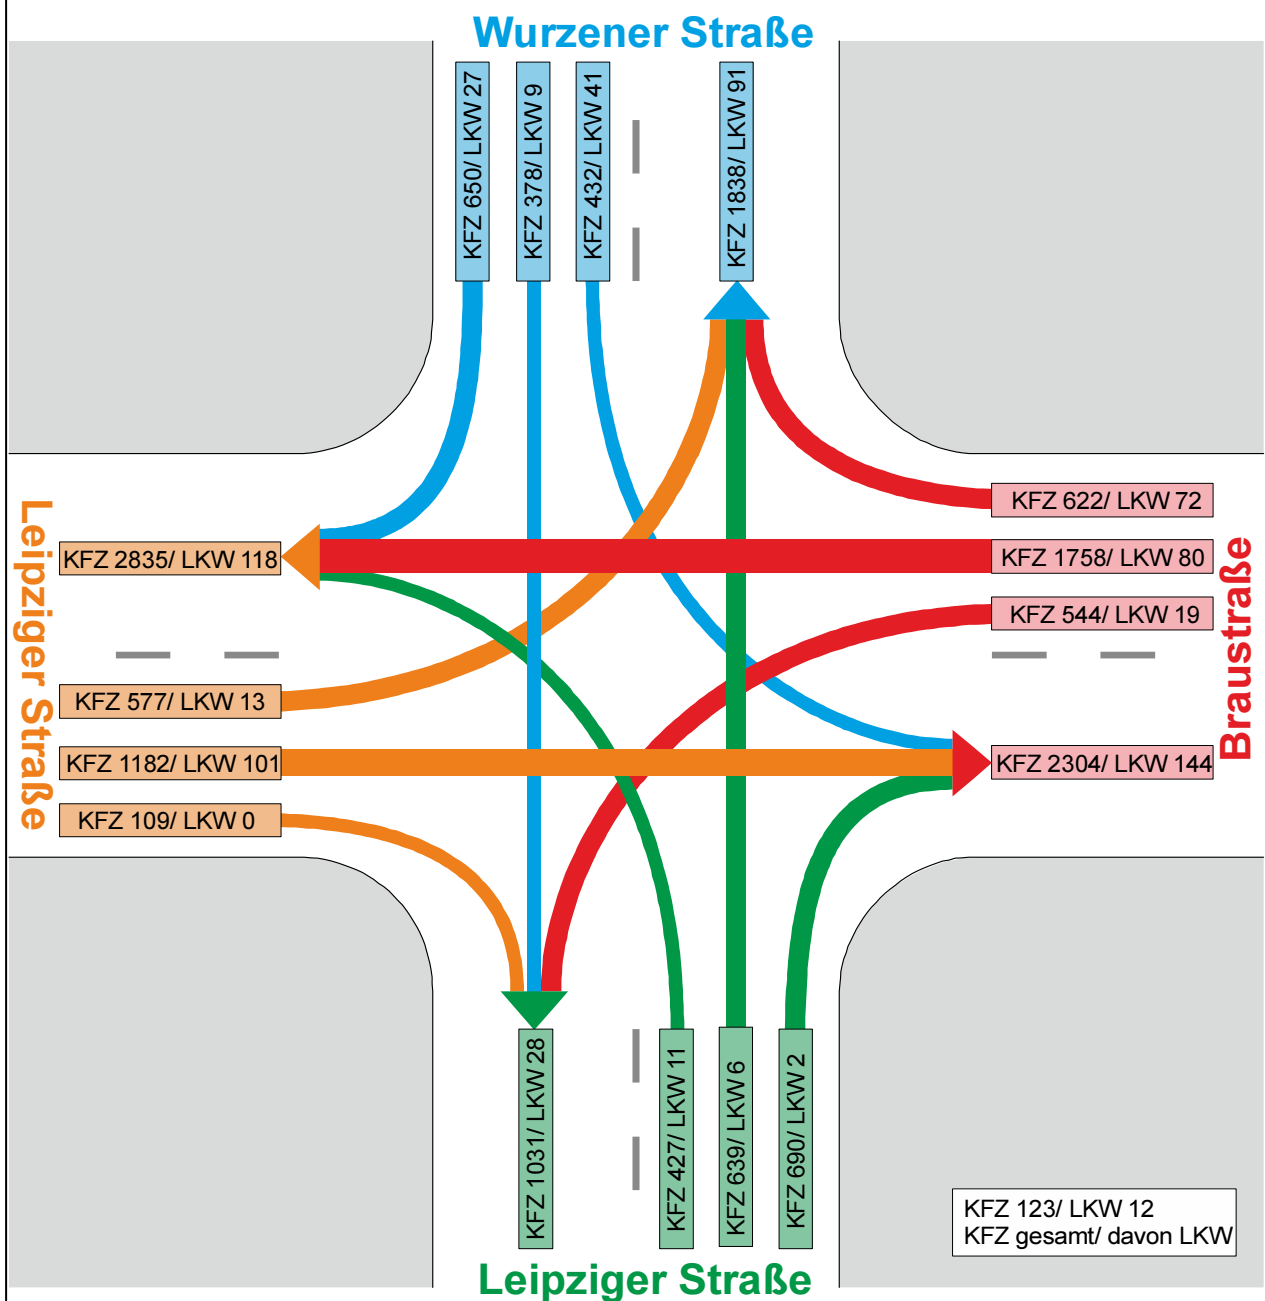 Wurzener Straße
KFZ 650/ LKW 27
KFZ 378/ LKW 9
KFZ 432/ LKW 41
KFZ 1838/ LKW 91
Leipziger Straße
KFZ 2835/ LKW 118
KFZ 577/ LKW 13
KFZ 1182/ LKW 101
KFZ 109/ LKW 0
KFZ 622/ LKW 72
KFZ 1758/ LKW 80
KFZ 544/ LKW 19
KFZ 2304/ LKW 144
Braustraße
KFZ 1031/ LKW 28
KFZ 427/ LKW 11
KFZ 639/ LKW 6
KFZ 690/ LKW 2
Leipziger Straße
KFZ 123/ LKW 12
KFZ gesamt/ davon LKW